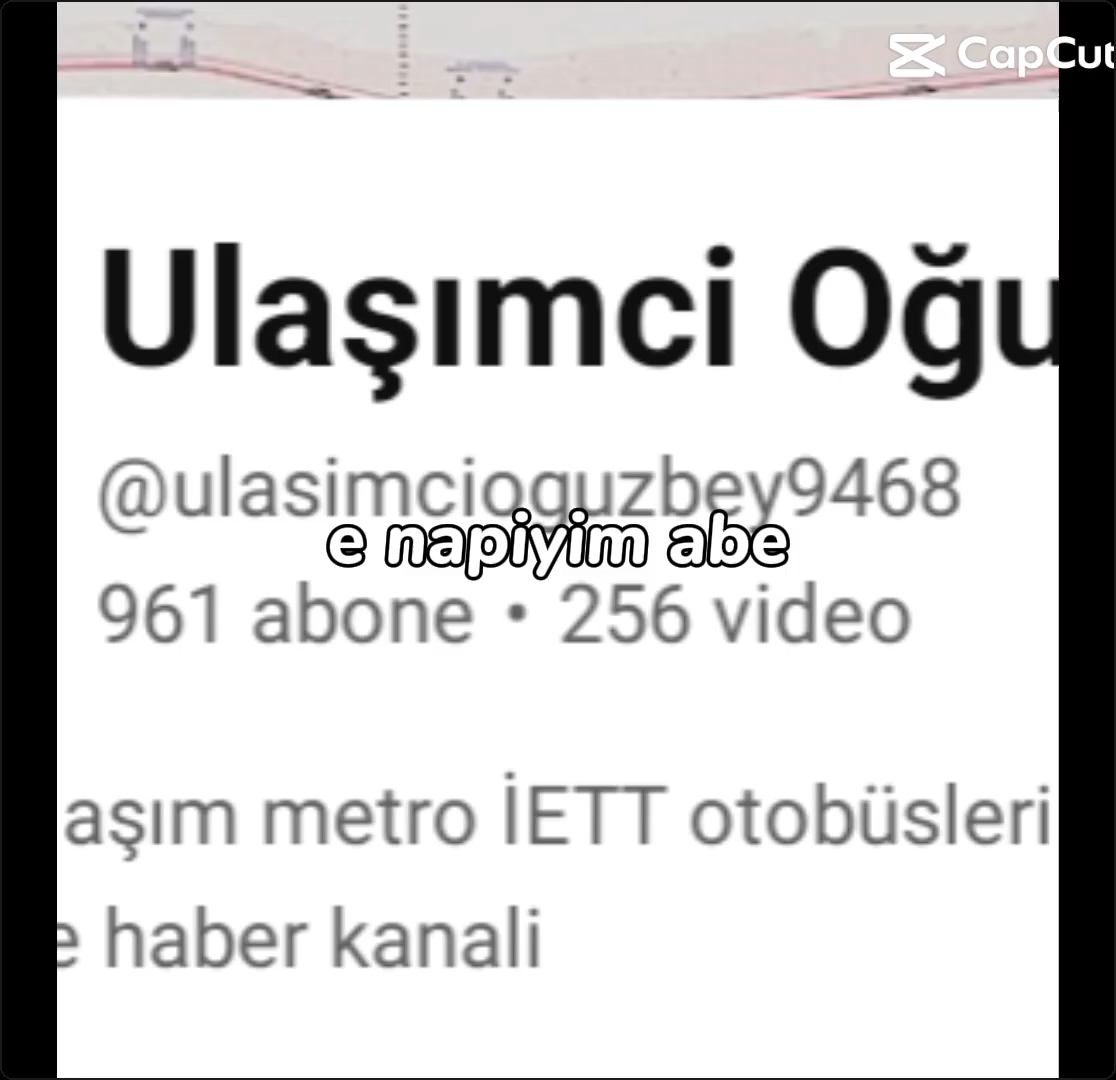 CapCut
Ulaşımci Oğu
@ulasimcioguzbey9468
e napiyim abe
961 abone • 256 video
aşım metro İETT otobüsleri
e haber kanali